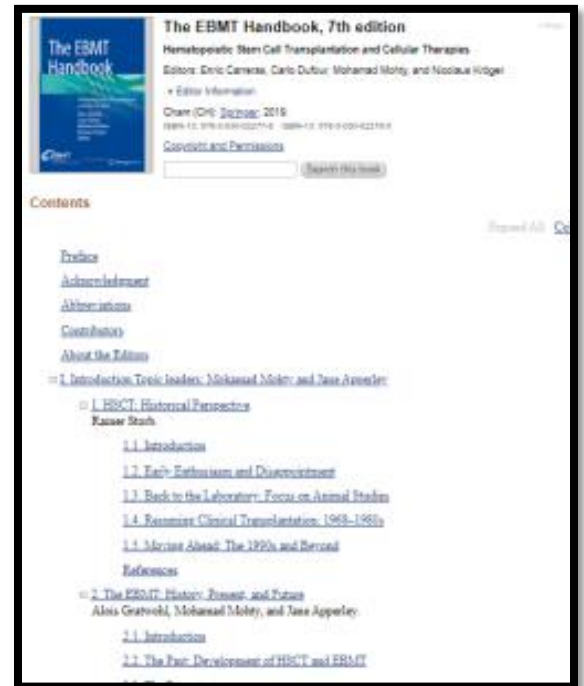 The EBMT
Handbook
The EBMT Handbook, 7th edition
Hematopoietic Stem Cell Transplantation and Cellular Therapies
Editors: Enric Carreras, Carlo Dufour, Mohamad Mohty, and Nicolaus Kröger.
Editor Information
Cham (CH): Springer; 2019.
Copyright and Permissions
Search this book
Contents
Expand All Co
Preface
Acknowledgment
Abbreviations
Contributors
About the Editors
I. Introduction Topic leaders: Mohamad Mohty and Jane Apperley
1. HSCT: Historical Perspective
Rainer Storb.
1.1. Introduction
1.2. Early Enthusiasm and Disappointment
1.3. Back to the Laboratory: Focus on Animal Studies
1.4. Resuming Clinical Transplantation: 1968–1980s
1.5. Moving Ahead: The 1990s and Beyond
References
2. The EBMT: History, Present, and Future
Alois Gratwohl, Mohamad Mohty, and Jane Apperley.
2.1. Introduction
2.2. The Past: Development of HSCT and EBMT